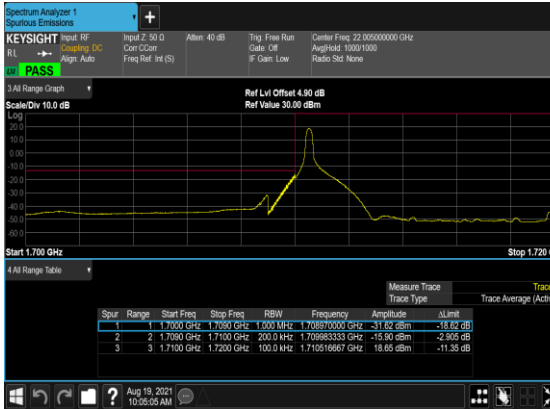 Spectrum Analyzer 1
Spurious Emissions
+
KEYSIGHT Input: RF Input Z: 50 Ω Atten: 40 dB Trig: Free Run Center Freq: 22.005000000 GHz
RL Coupling: DC Corr CCorr Gate: Off Avg|Hold: 1000/1000
Align: Auto Freq Ref: Int (S) IF Gain: Low Radio Std: None
PASS
3 All Range Graph
Ref Lvl Offset 4.90 dB
Scale/Div 10.0 dB Ref Value 30.00 dBm
Log
20.0
10.0
0.00
-10.0
-20.0
-30.0
-40.0
-50.0
-60.0
Start 1.700 GHz Stop 1.720
4 All Range Table
Measure Trace Trace
Trace Type Trace Average (Acti
Spur Range Start Freq Stop Freq RBW Frequency Amplitude ΔLimit
1 1 1.7000 GHz 1.7090 GHz 1.000 MHz 1.708970000 GHz -31.62 dBm -18.62 dB
2 2 1.7090 GHz 1.7100 GHz 200.0 kHz 1.709983333 GHz -15.90 dBm -2.905 dB
3 3 1.7100 GHz 1.7200 GHz 100.0 kHz 1.710516667 GHz 18.65 dBm -11.35 dB
? Aug 19, 2021
10:05:05 AM